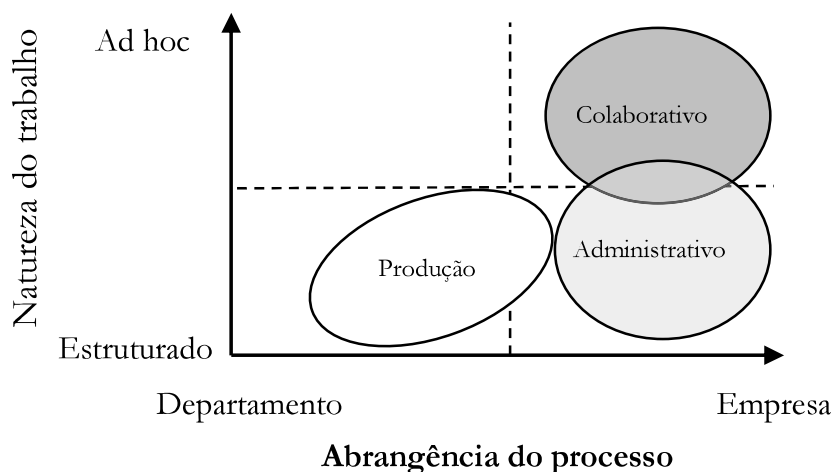 Natureza do trabalho
Ad hoc
Colaborativo
Administrativo
Produção
Estruturado
Departamento
Empresa
Abrangência do processo